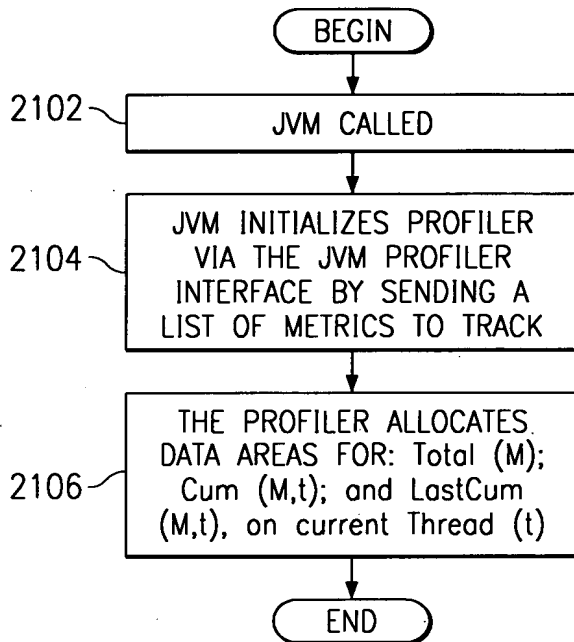 BEGIN
2102
JVM CALLED
2104
JVM INITIALIZES PROFILER
VIA THE JVM PROFILER
INTERFACE BY SENDING A
LIST OF METRICS TO TRACK
2106
THE PROFILER ALLOCATES
DATA AREAS FOR: Total (M);
Cum (M,t); and LastCum
(M,t), on current Thread (t)
END